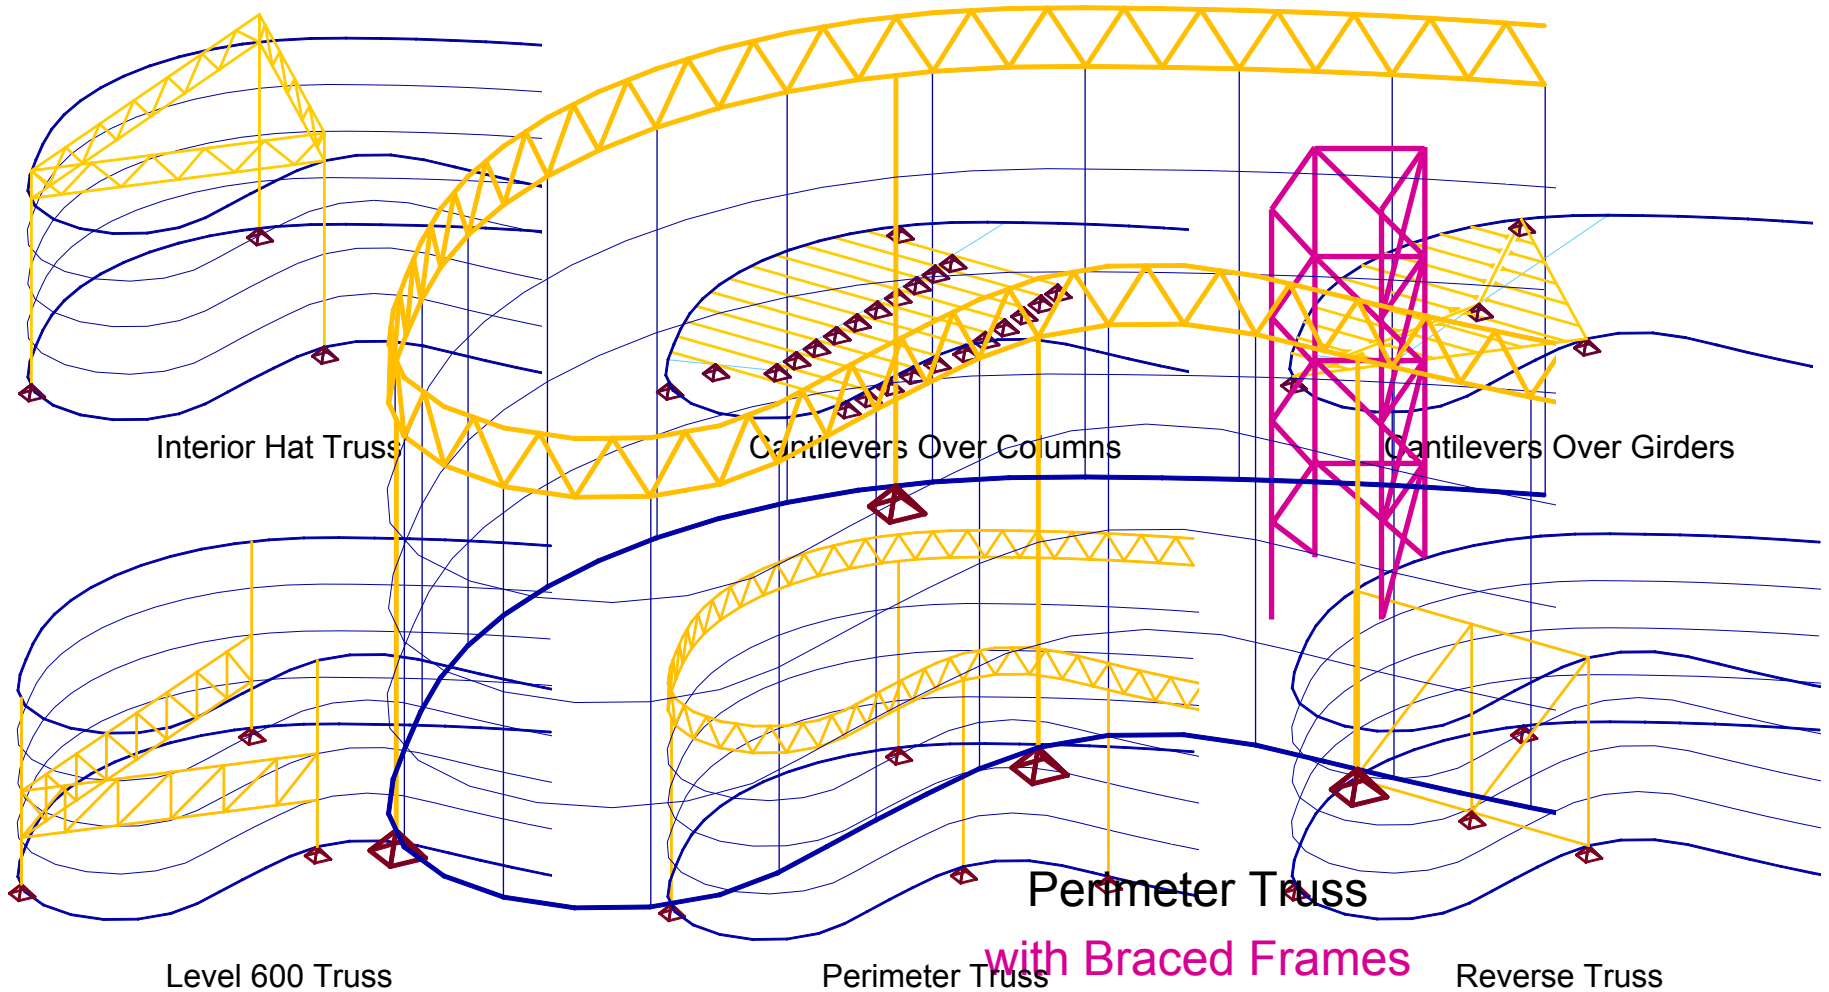 Interior Hat Truss
Cantilevers Over Columns
Cantilevers Over Girders
Perimeter Truss
with Braced Frames
Level 600 Truss
Perimeter Truss
Reverse Truss